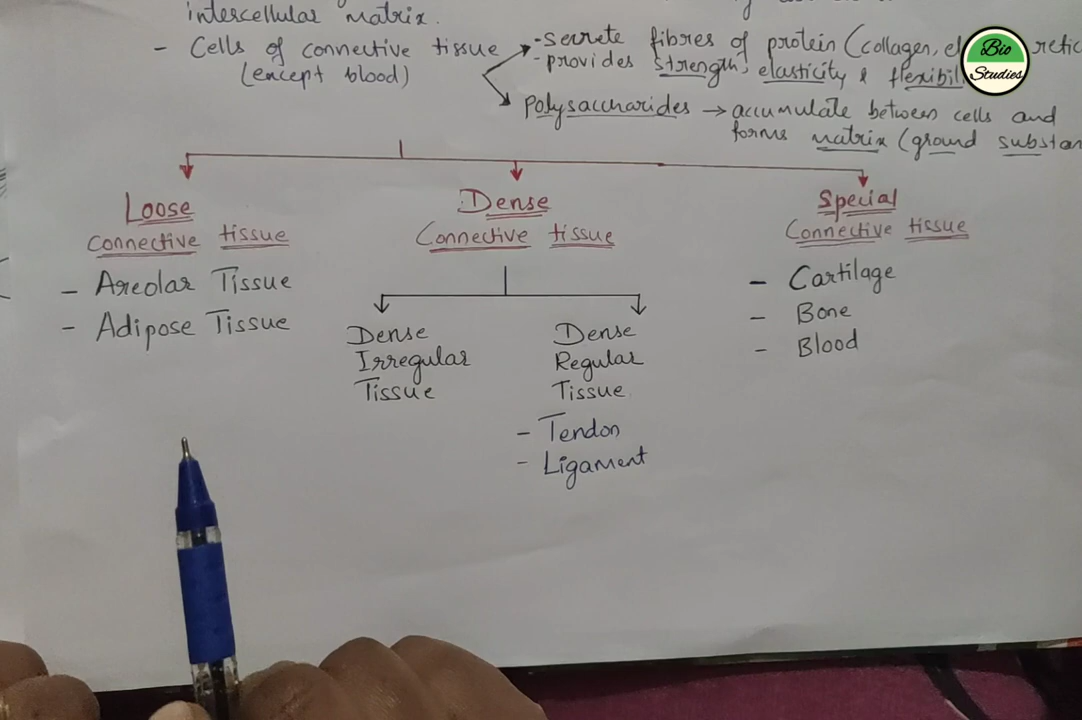 intercellular matrix.
- Cells of connective tissue
(except blood)
- secrete fibres of protein (collagen,
- provides strength, elasticity &
polysaccharides → accumulate between cells and
forms matrix (ground
Bio
Studies
Loose
connective tissue
- Areolar Tissue
- Adipose Tissue
Dense
Connective tissue
Dense
Irregular
Tissue
Dense
Regular
Tissue
- Tendon
- Ligament
Special
Connective tissue
- Cartilage
- Bone
- Blood